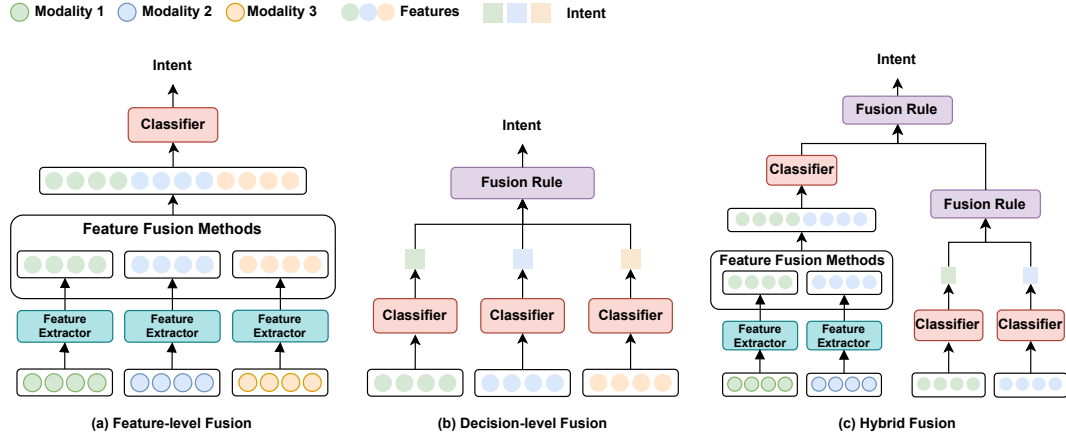 Modality 1 Modality 2 Modality 3 Features Intent
Intent
Classifier
Feature Fusion Methods
Feature Extractor
Feature Extractor
Feature Extractor
(a) Feature-level Fusion
Intent
Fusion Rule
Classifier
Classifier
Classifier
(b) Decision-level Fusion
Intent
Fusion Rule
Classifier
Fusion Rule
Feature Fusion Methods
Feature Extractor
Feature Extractor
Classifier
Classifier
(c) Hybrid Fusion